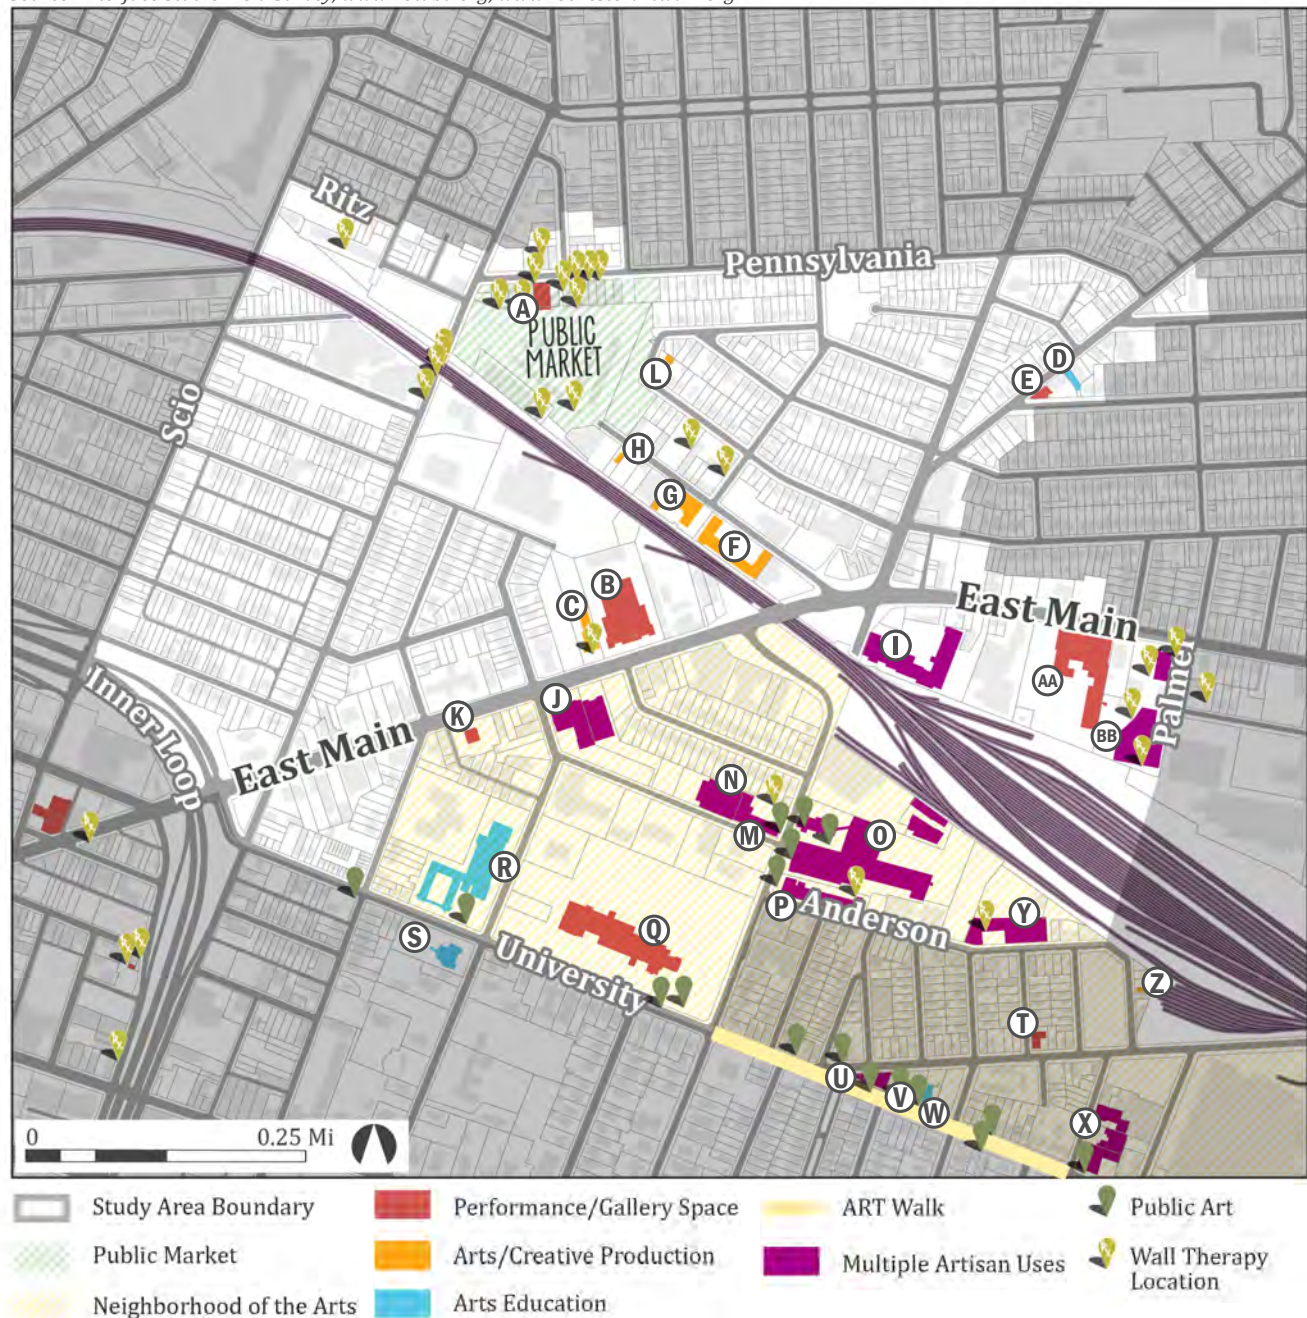 Ritz
Pennsylvania
A
PUBLIC
MARKET
L
D
E
Scio
H
G
F
B
C
East Main
I
AA
Palmer
BB
Inner Loop
J
K
East Main
N
M
O
R
P
Anderson
Y
Q
S
University
Z
T
U
V
W
X
0 0.25 Mi
Study Area Boundary
Performance/Gallery Space
ART Walk
Public Art
Public Market
Arts/Creative Production
Multiple Artisan Uses
Wall Therapy
Location
Neighborhood of the Arts
Arts Education